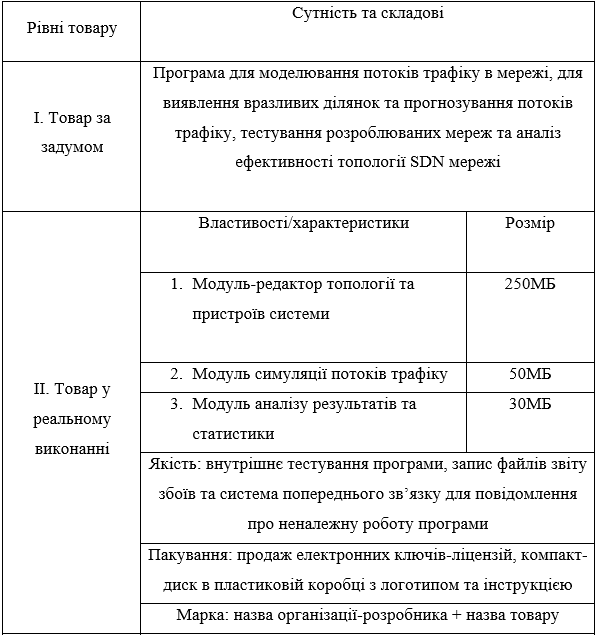 Рівні товару
Сутність та складові
І. Товар за
задумом
Програма для моделювання потоків трафіку в мережі, для
виявлення вразливих ділянок та прогнозування потоків
трафіку, тестування розроблюваних мереж та аналіз
ефективності топології SDN мережі
ІІ. Товар у
реальному
виконанні
Властивості/характеристики
Розмір
1. Модуль-редактор топології та
пристроїв системи
250МБ
2. Модуль симуляції потоків трафіку
50МБ
3. Модуль аналізу результатів та
статистики
30МБ
Якість: внутрішнє тестування програми, запис файлів звіту
збоїв та система попереднього зв’язку для повідомлення
про неналежну роботу програми
Пакування: продаж електронних ключів-ліцензій, компакт-
диск в пластиковій коробці з логотипом та інструкцією
Марка: назва організації-розробника + назва товару